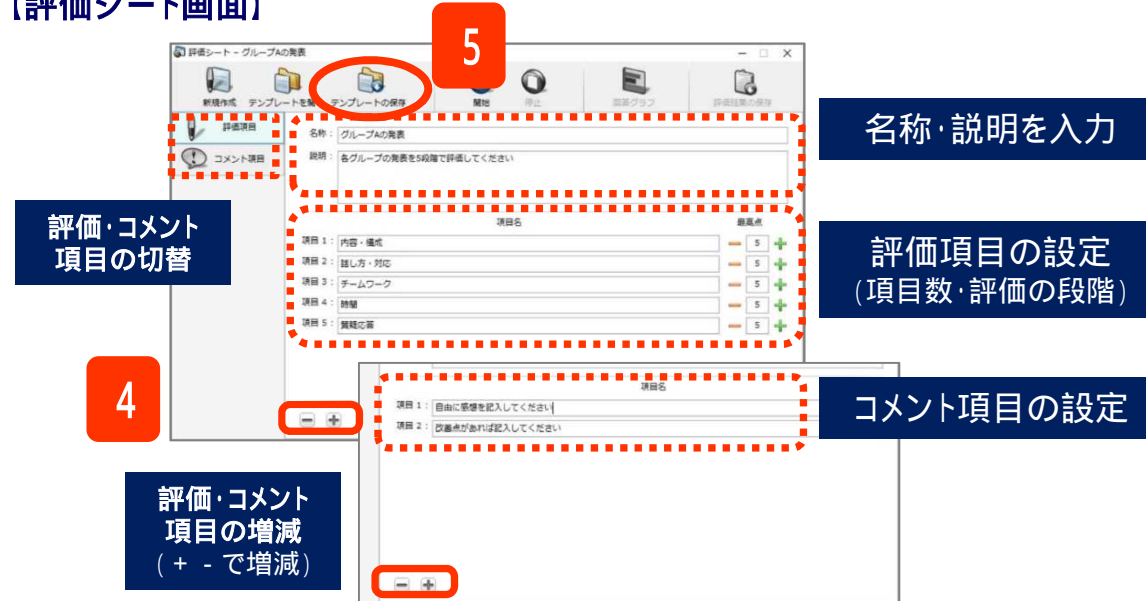 【評価シート画面】
5
評価シート - グループAの発表
新規作成 テンプレートを開 テンプレートの保存 開始 停止 回答グラフ 評価結果の保存
評価項目
コメント項目
名称： グループAの発表
説明： 各グループの発表を5段階で評価してください
名称･説明を入力
評価･コメント
項目の切替
項目名 最高点
項目 1： 内容・構成 5
項目 2： 話し方・対応 5
項目 3： チームワーク 5
項目 4： 時間 5
項目 5： 質疑応答 5
評価項目の設定
(項目数･評価の段階)
4
項目名
項目 1： 自由に感想を記入してください
項目 2： 改善点があれば記入してください
コメント項目の設定
評価･コメント
項目の増減
( + - で増減)